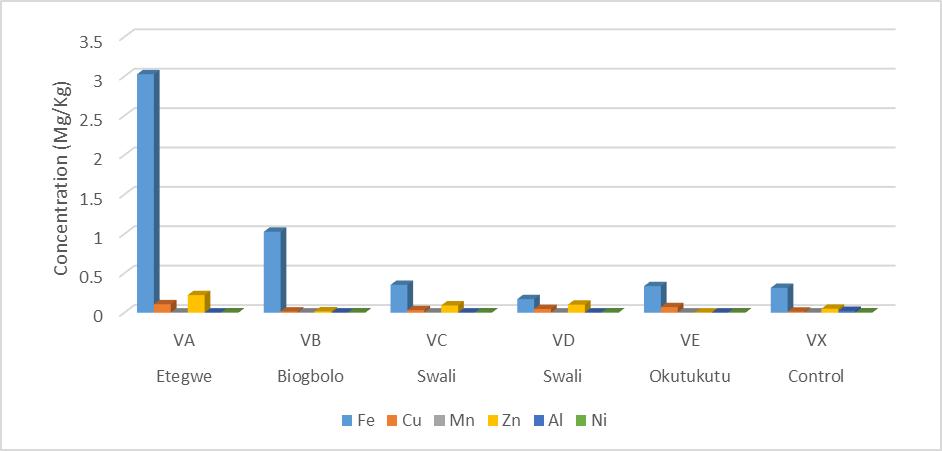 3.5
3
2.5
2
1.5
1
0.5
0
Concentration (Mg/Kg)
VA VB VC VD VE VX
Etegwe Biogbolo Swali Swali Okutukutu Control
Fe Cu Mn Zn Al Ni